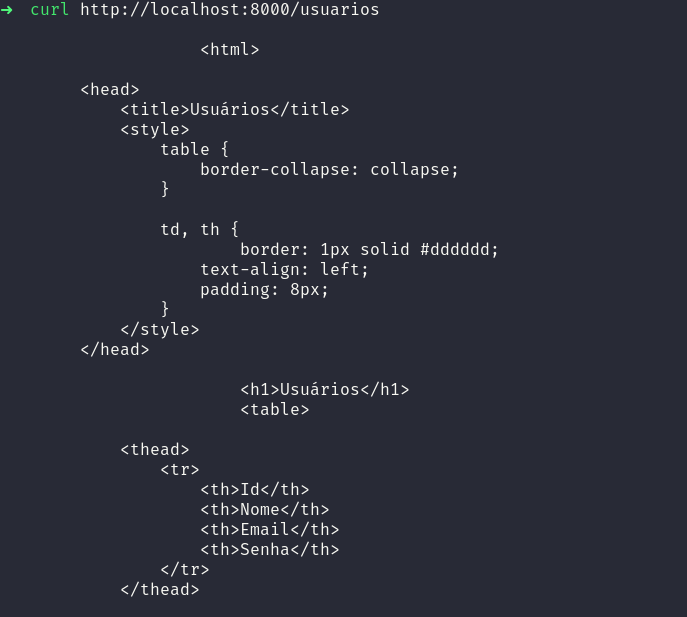 → curl http://localhost:8000/usuarios
<html>
<head>
<title>Usuários</title>
<style>
table {
border-collapse: collapse;
}
td, th {
border: 1px solid #dddddd;
text-align: left;
padding: 8px;
}
</style>
</head>
<h1>Usuários</h1>
<table>
<thead>
<tr>
<th>Id</th>
<th>Nome</th>
<th>Email</th>
<th>Senha</th>
</tr>
</thead>